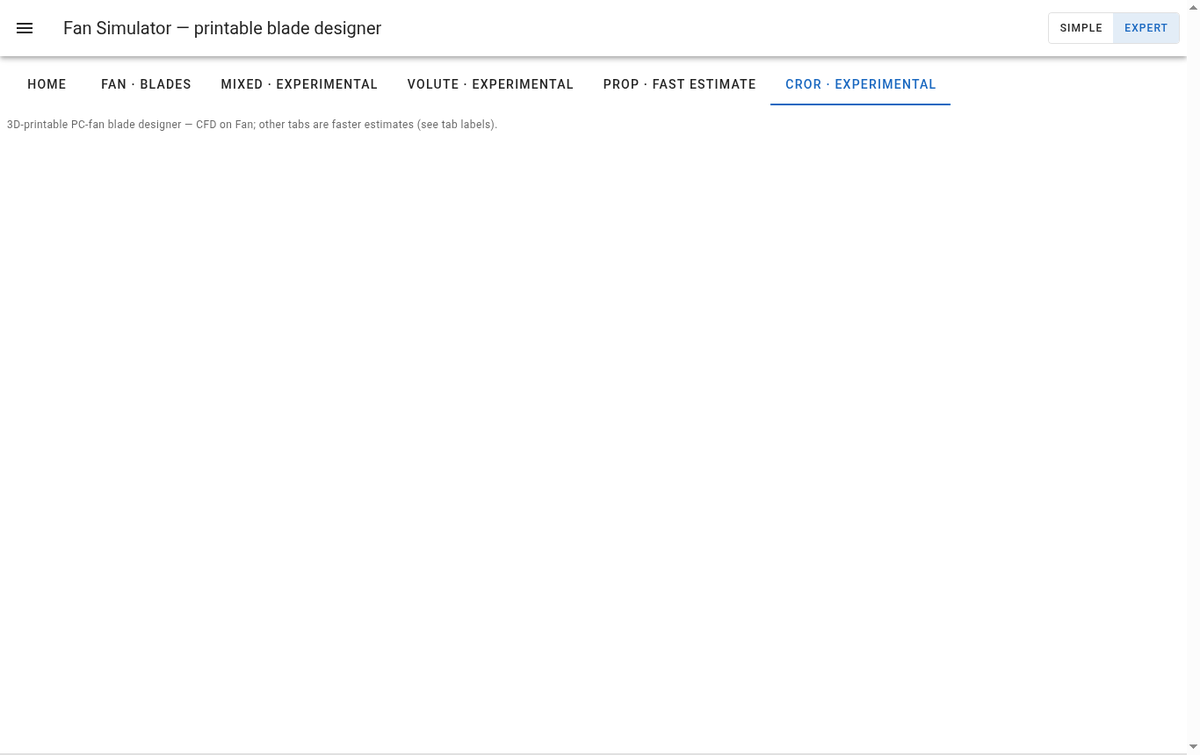 Fan Simulator — printable blade designer
SIMPLE EXPERT
HOME FAN · BLADES MIXED · EXPERIMENTAL VOLUTE · EXPERIMENTAL PROP · FAST ESTIMATE CROR · EXPERIMENTAL
3D-printable PC-fan blade designer — CFD on Fan; other tabs are faster estimates (see tab labels).